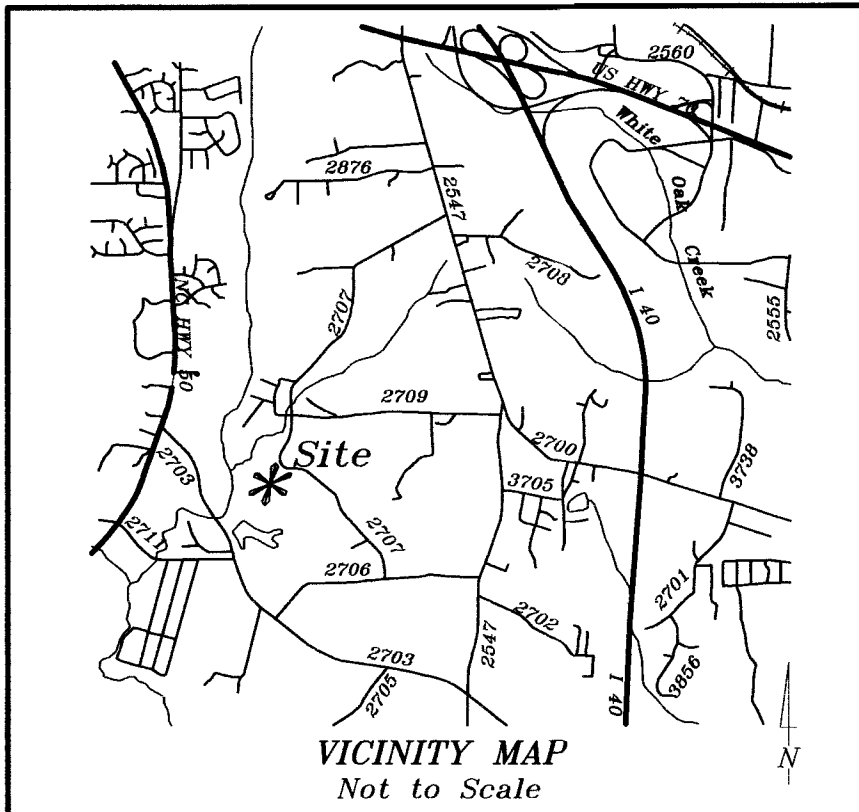 2560
US HWY 70
White
Oak
Creek
2876
2547
2708
2707
I 40
2555
NC HWY 50
2709
2700
2703
Site
3705
3738
2711
2707
2706
2701
2702
2547
2703
2705
3856
I 40
VICINITY MAP
Not to Scale
N